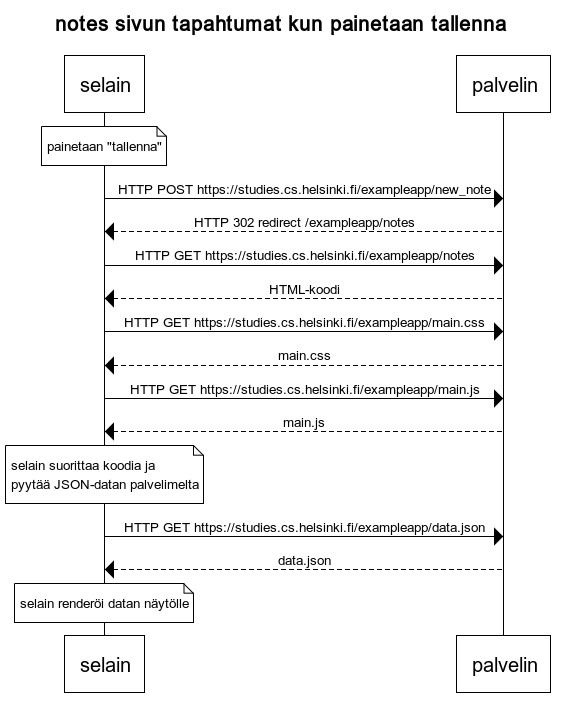 notes sivun tapahtumat kun painetaan tallenna
selain palvelin
painetaan "tallenna"
HTTP POST https://studies.cs.helsinki.fi/exampleapp/new_note
HTTP 302 redirect /exampleapp/notes
HTTP GET https://studies.cs.helsinki.fi/exampleapp/notes
HTML-koodi
HTTP GET https://studies.cs.helsinki.fi/exampleapp/main.css
main.css
HTTP GET https://studies.cs.helsinki.fi/exampleapp/main.js
main.js
selain suorittaa koodia ja
pyytää JSON-datan palvelimelta
HTTP GET https://studies.cs.helsinki.fi/exampleapp/data.json
data.json
selain renderöi datan näytölle
selain palvelin